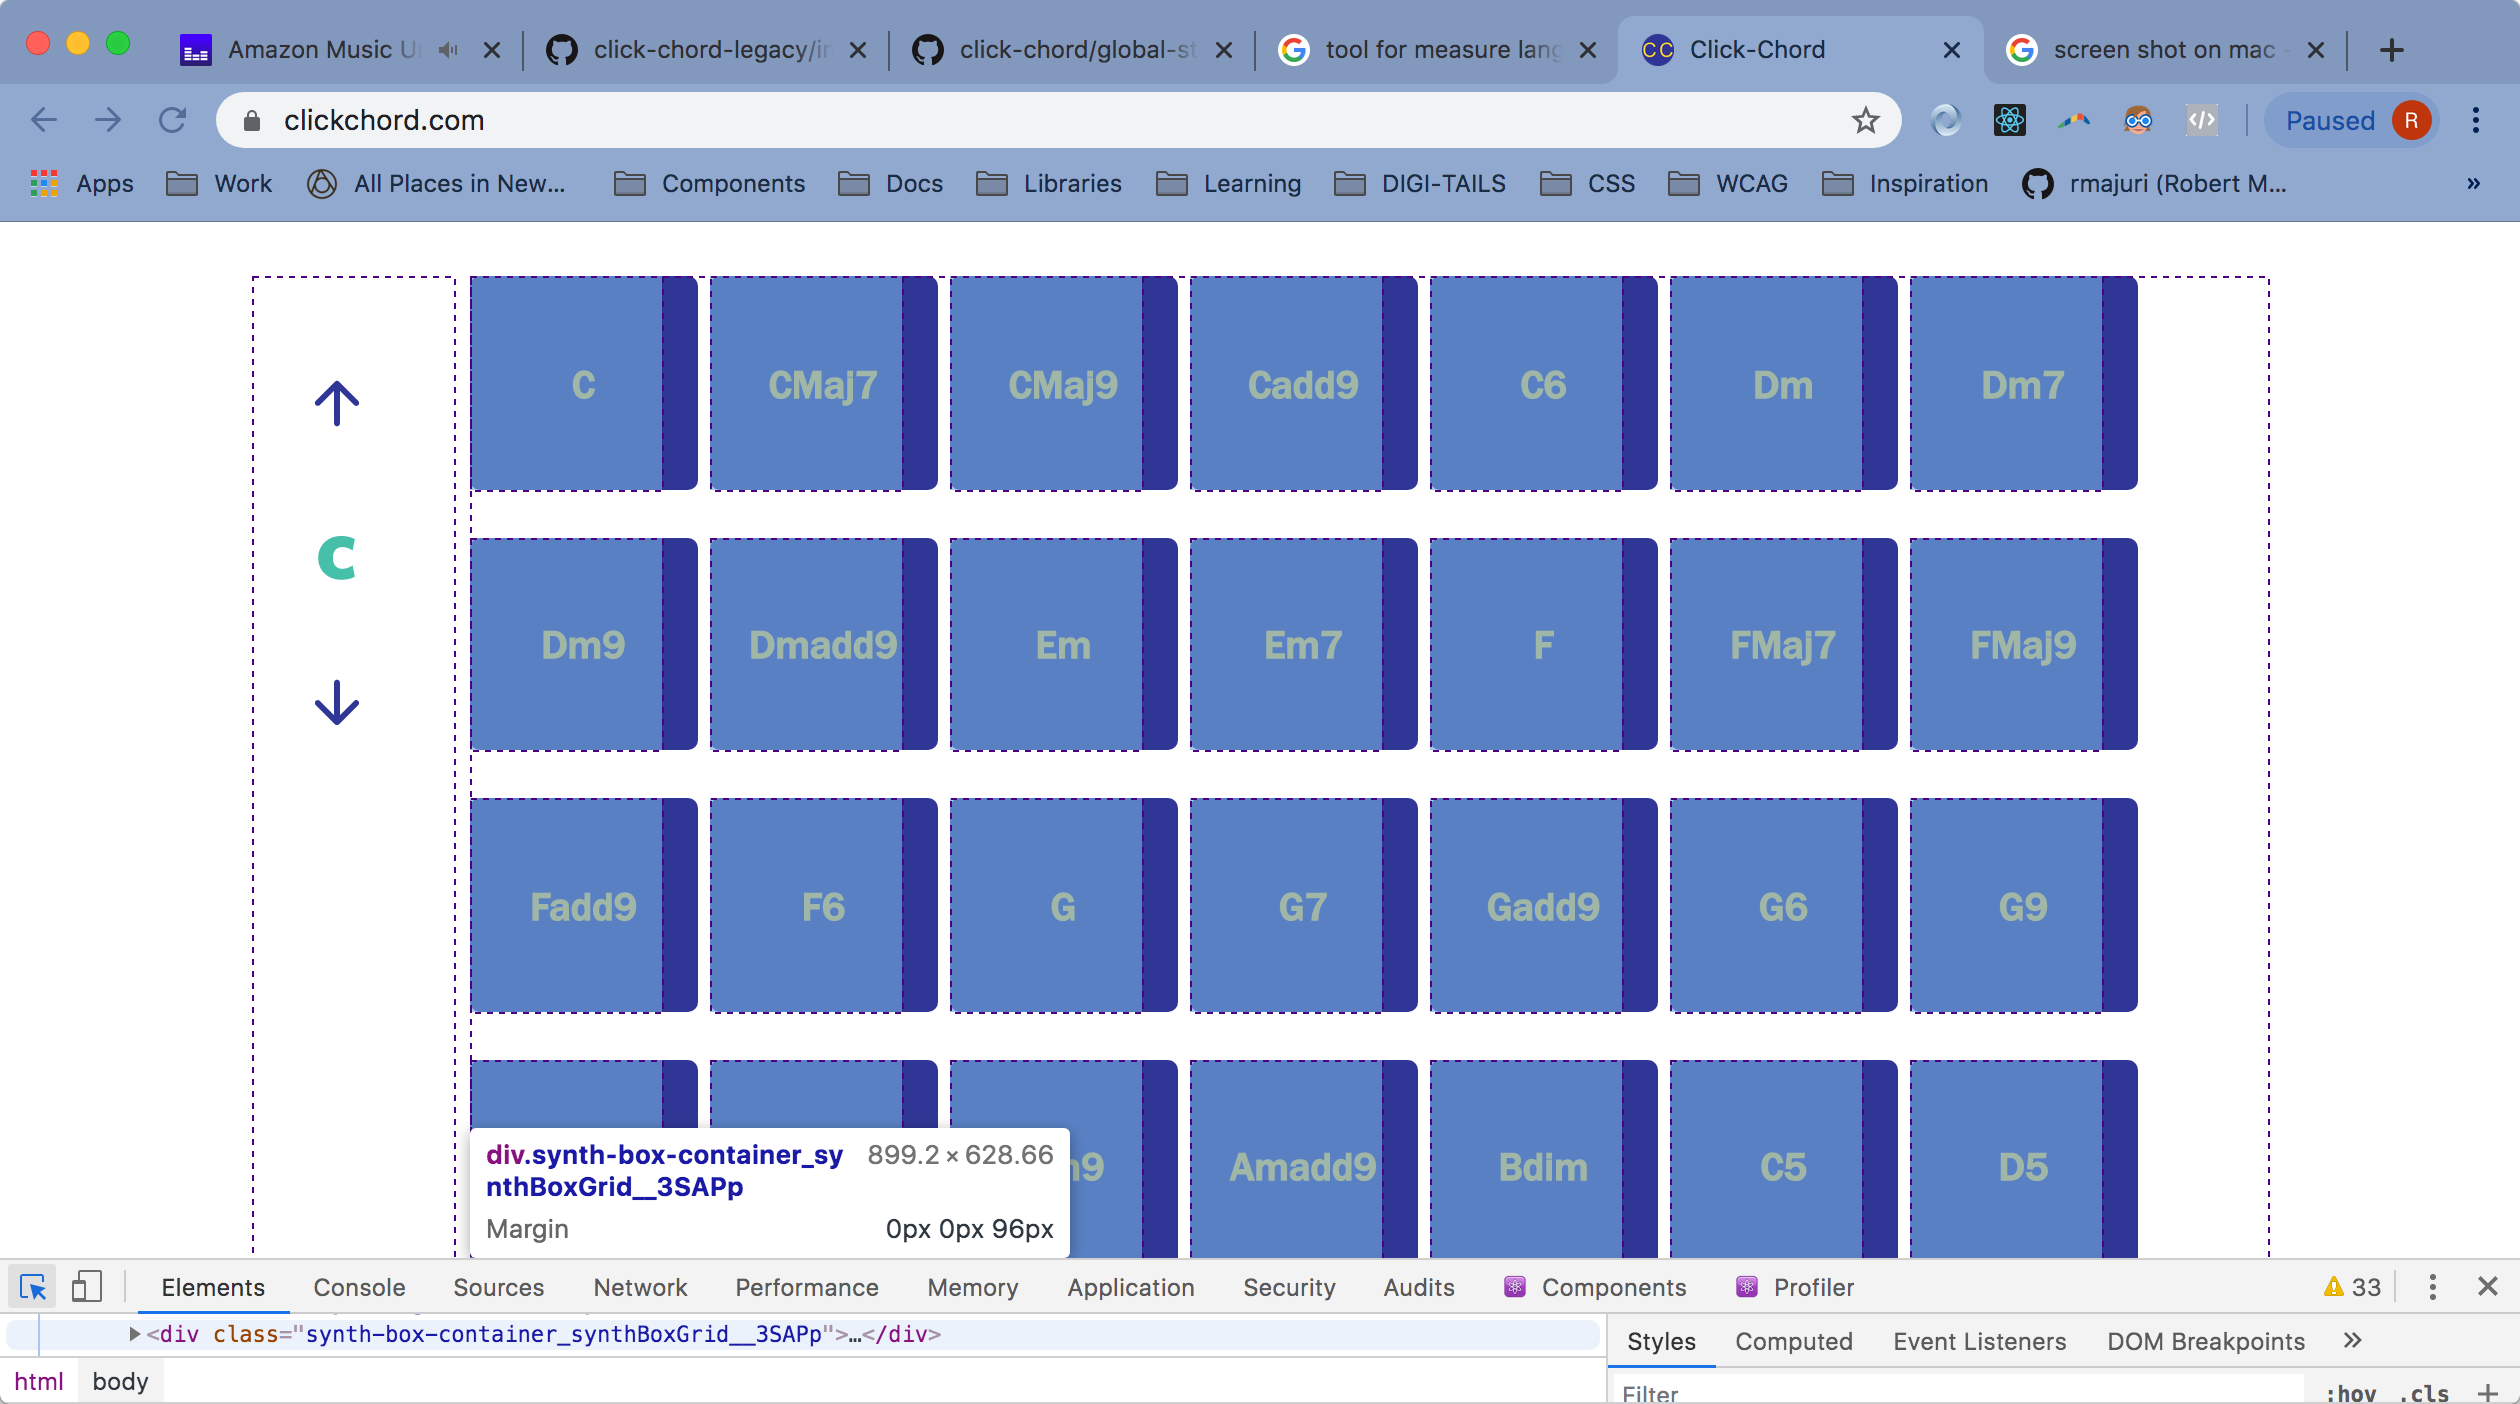 Amazon Music U
click-chord-legacy/in
click-chord/global-st
tool for measure lang
CC Click-Chord
screen shot on mac -
clickchord.com
Paused R
Apps Work All Places in New... Components Docs Libraries Learning DIGI-TAILS CSS WCAG Inspiration rmajuri (Robert M... »
C CMaj7 CMaj9 Cadd9 C6 Dm Dm7
C
Dm9 Dmadd9 Em Em7 F FMaj7 FMaj9
Fadd9 F6 G G7 Gadd9 G6 G9
Amadd9 Bdim C5 D5
div.synth-box-container_sy 899.2 × 628.66
nthBoxGrid__3SAPp
Margin 0px 0px 96px
Elements Console Sources Network Performance Memory Application Security Audits Components Profiler 33
<div class="synth-box-container_synthBoxGrid__3SAPp">…</div>
Styles Computed Event Listeners DOM Breakpoints »
html body
Filter :hov .cls +